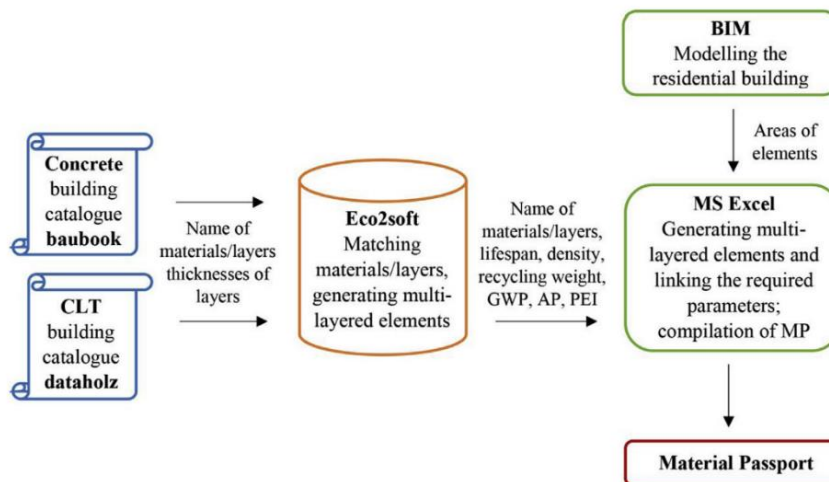 BIM
Modelling the
residential building
Areas of
elements
Concrete
building
catalogue
baubook
CLT
building
catalogue
dataholz
Name of
materials/layers
thicknesses of
layers
Eco2soft
Matching
materials/layers,
generating multi-
layered elements
Name of
materials/layers,
lifespan, density,
recycling weight,
GWP, AP, PEI
MS Excel
Generating multi-
layered elements and
linking the required
parameters;
compilation of MP
Material Passport